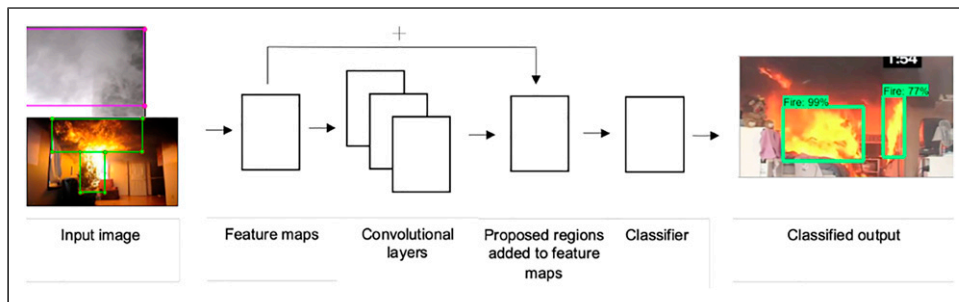 +
1:54
Fire: 99%
Fire: 77%
Input image
Feature maps
Convolutional
layers
Proposed regions
added to feature
maps
Classifier
Classified output